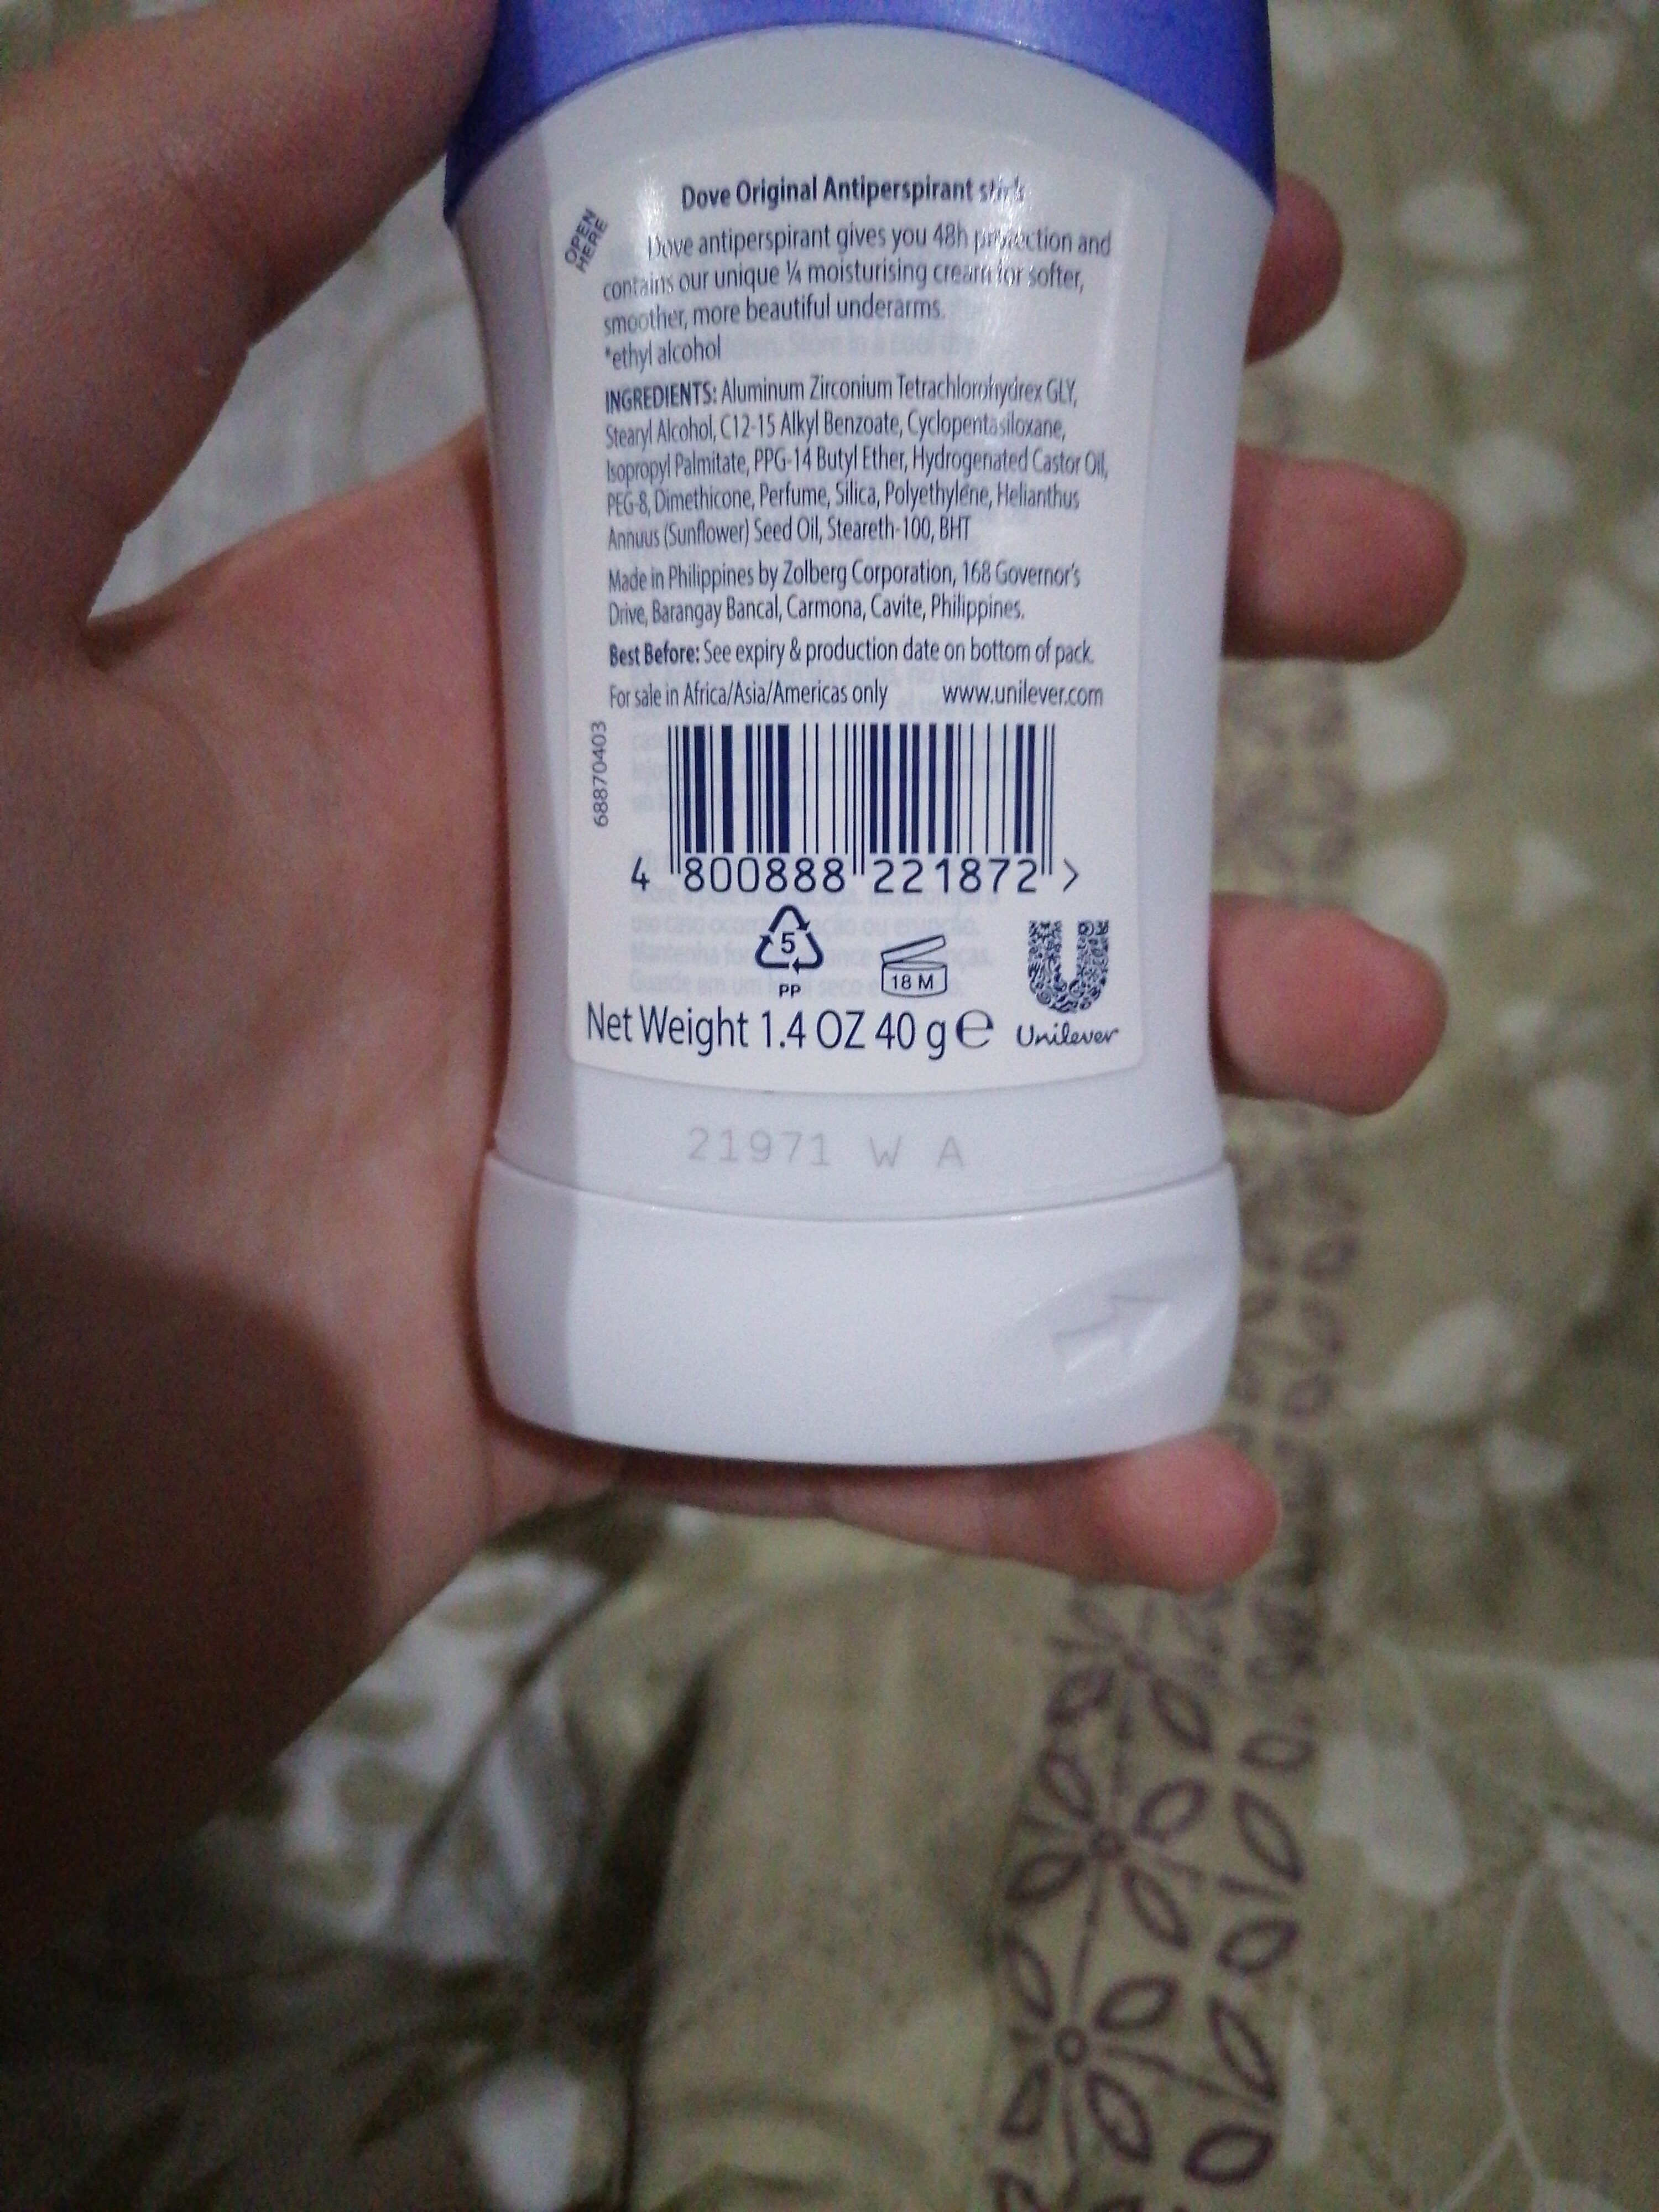 Dove Original Antiperspirant stick
OPEN
HERE
Dove antiperspirant gives you 48h protection and
contains our unique ¼ moisturising cream for softer,
smoother, more beautiful underarms.
*ethyl alcohol
INGREDIENTS: Aluminum Zirconium Tetrachlorohydrex GLY,
Stearyl Alcohol, C12-15 Alkyl Benzoate, Cyclopentasiloxane,
Isopropyl Palmitate, PPG-14 Butyl Ether, Hydrogenated Castor Oil,
PEG-8, Dimethicone, Perfume, Silica, Polyethylene, Helianthus
Annuus (Sunflower) Seed Oil, Steareth-100, BHT
Made in Philippines by Zolberg Corporation, 168 Governor's
Drive, Barangay Bancal, Carmona, Cavite, Philippines.
Best Before: See expiry & production date on bottom of pack.
For sale in Africa/Asia/Americas only www.unilever.com
68870403
4 800888 221872 >
5
PP
18 M
Net Weight 1.4 OZ 40 g e
Unilever
21971 W A